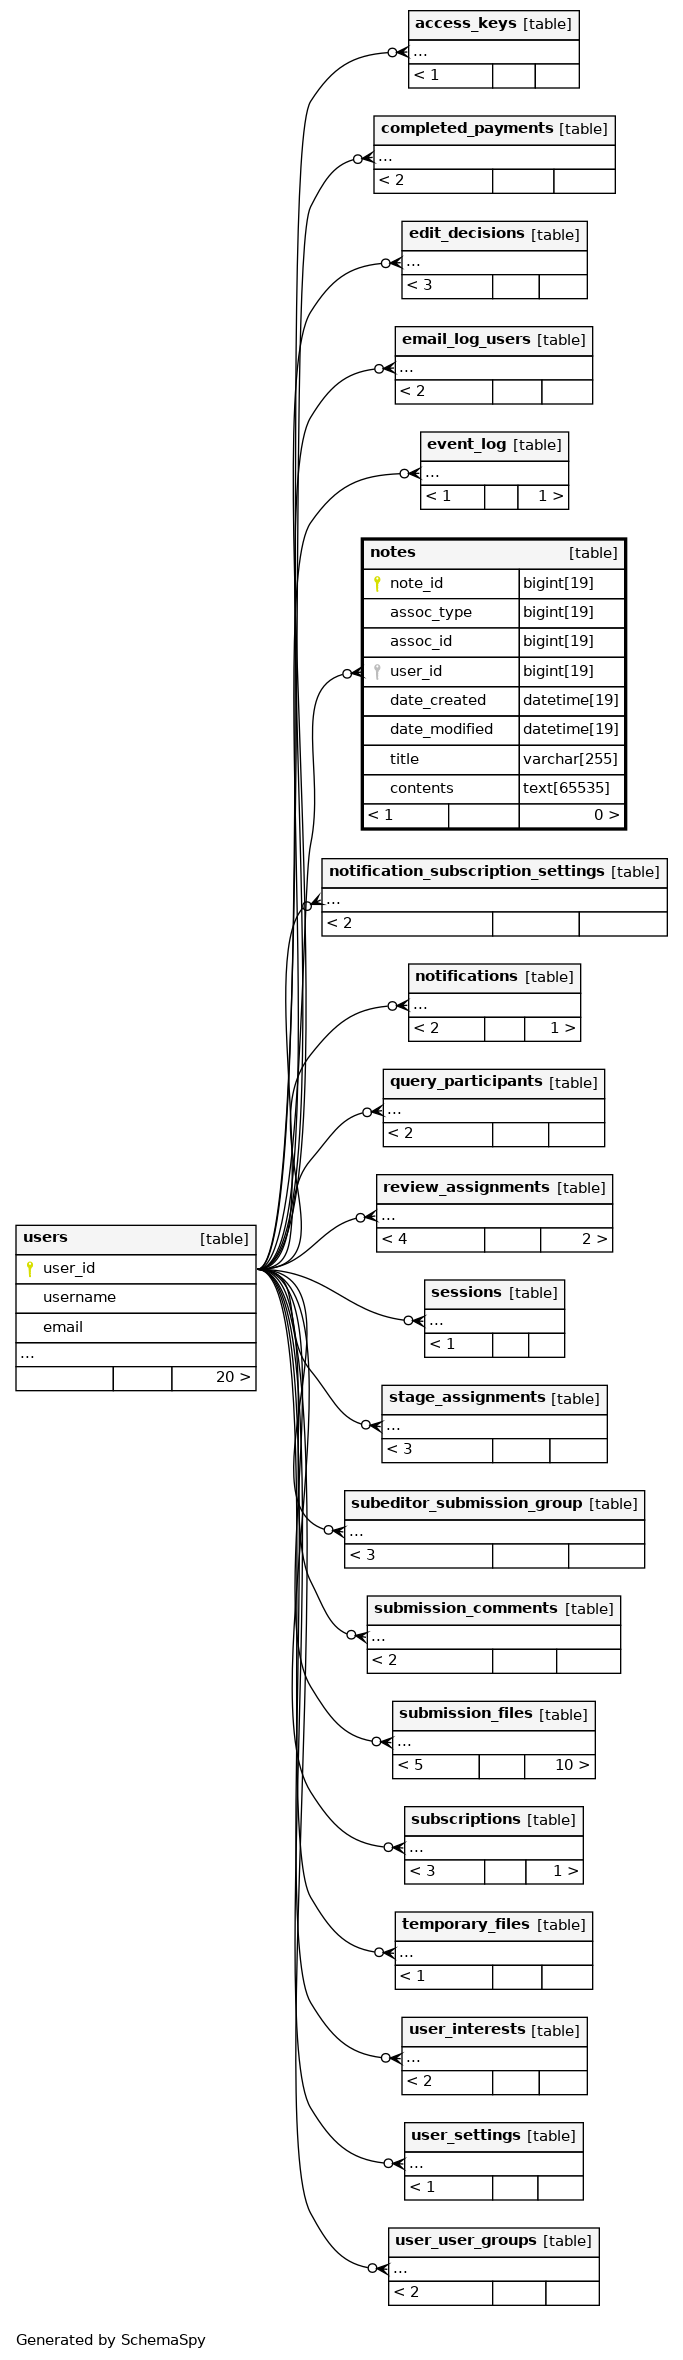 access_keys [table]
...
< 1
completed_payments [table]
...
< 2
edit_decisions [table]
...
< 3
email_log_users [table]
...
< 2
event_log [table]
...
< 1 1 >
notes [table]
note_id bigint[19]
assoc_type bigint[19]
assoc_id bigint[19]
user_id bigint[19]
date_created datetime[19]
date_modified datetime[19]
title varchar[255]
contents text[65535]
< 1 0 >
notification_subscription_settings [table]
...
< 2
notifications [table]
...
< 2 1 >
query_participants [table]
...
< 2
review_assignments [table]
...
< 4 2 >
users [table]
user_id
username
email
...
20 >
sessions [table]
...
< 1
stage_assignments [table]
...
< 3
subeditor_submission_group [table]
...
< 3
submission_comments [table]
...
< 2
submission_files [table]
...
< 5 10 >
subscriptions [table]
...
< 3 1 >
temporary_files [table]
...
< 1
user_interests [table]
...
< 2
user_settings [table]
...
< 1
user_user_groups [table]
...
< 2
Generated by SchemaSpy